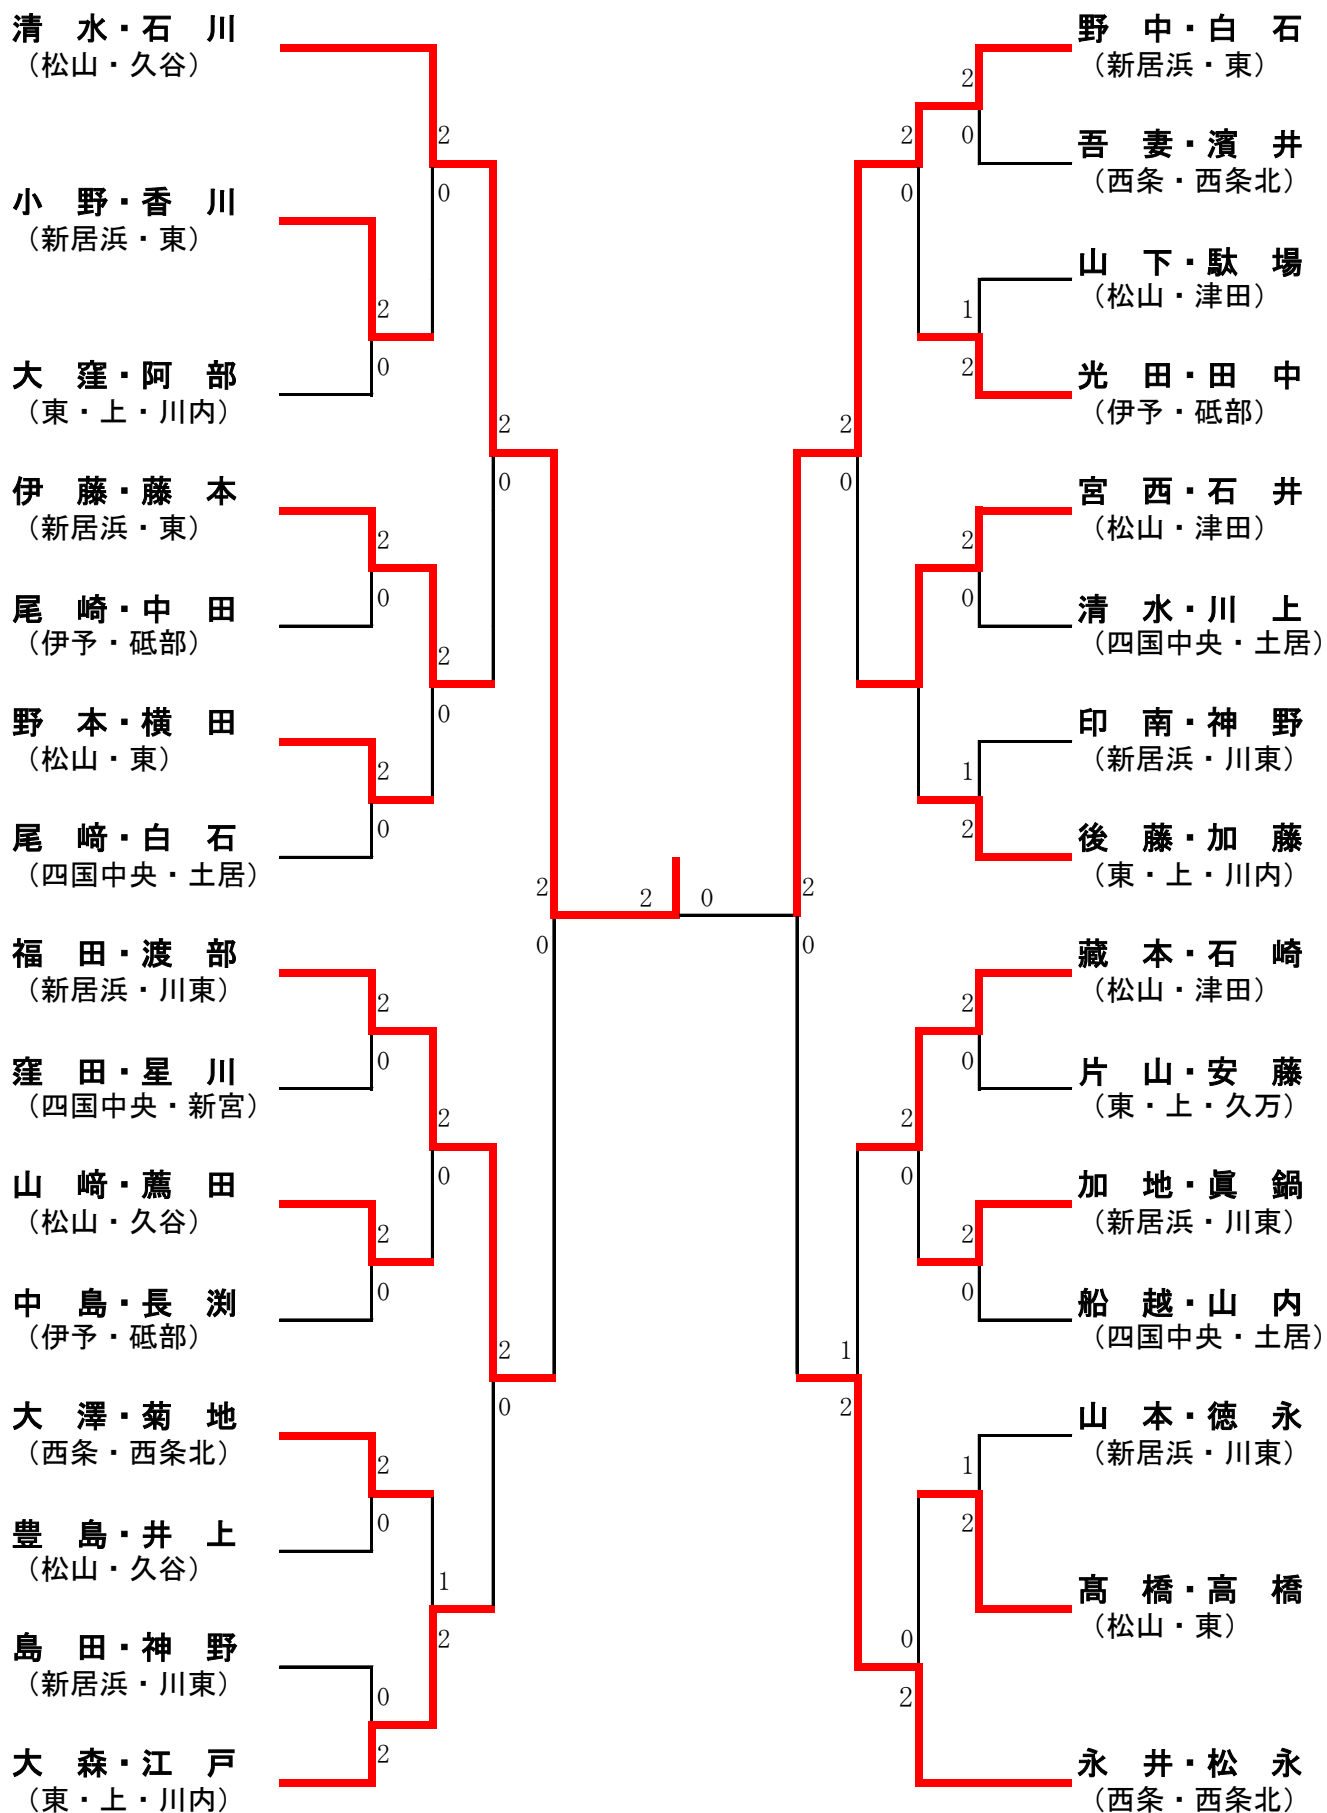 清　水・石　川
（松山・久谷）
2
0
小　野・香　川
（新居浜・東）
2
0
大　窪・阿　部
（東・上・川内）
2
0
伊　藤・藤　本
（新居浜・東）
2
0
尾　崎・中　田
（伊予・砥部）
2
0
野　本・横　田
（松山・東）
2
0
尾　﨑・白　石
（四国中央・土居）
2
0
福　田・渡　部
（新居浜・川東）
2
0
窪　田・星　川
（四国中央・新宮）
2
0
山　﨑・薦　田
（松山・久谷）
2
0
中　島・長　渕
（伊予・砥部）
2
0
大　澤・菊　地
（西条・西条北）
2
0
豊　島・井　上
（松山・久谷）
1
2
島　田・神　野
（新居浜・川東）
0
2
大　森・江　戸
（東・上・川内）
2
0
野　中・白　石
（新居浜・東）
2
0
吾　妻・濱　井
（西条・西条北）
2
0
山　下・駄　場
（松山・津田）
1
2
光　田・田　中
（伊予・砥部）
2
0
宮　西・石　井
（松山・津田）
2
0
清　水・川　上
（四国中央・土居）
印　南・神　野
（新居浜・川東）
1
2
後　藤・加　藤
（東・上・川内）
2
0
藏　本・石　崎
（松山・津田）
2
0
片　山・安　藤
（東・上・久万）
2
0
加　地・眞　鍋
（新居浜・川東）
2
0
船　越・山　内
（四国中央・土居）
1
2
山　本・徳　永
（新居浜・川東）
1
2
髙　橋・高　橋
（松山・東）
0
2
永　井・松　永
（西条・西条北）